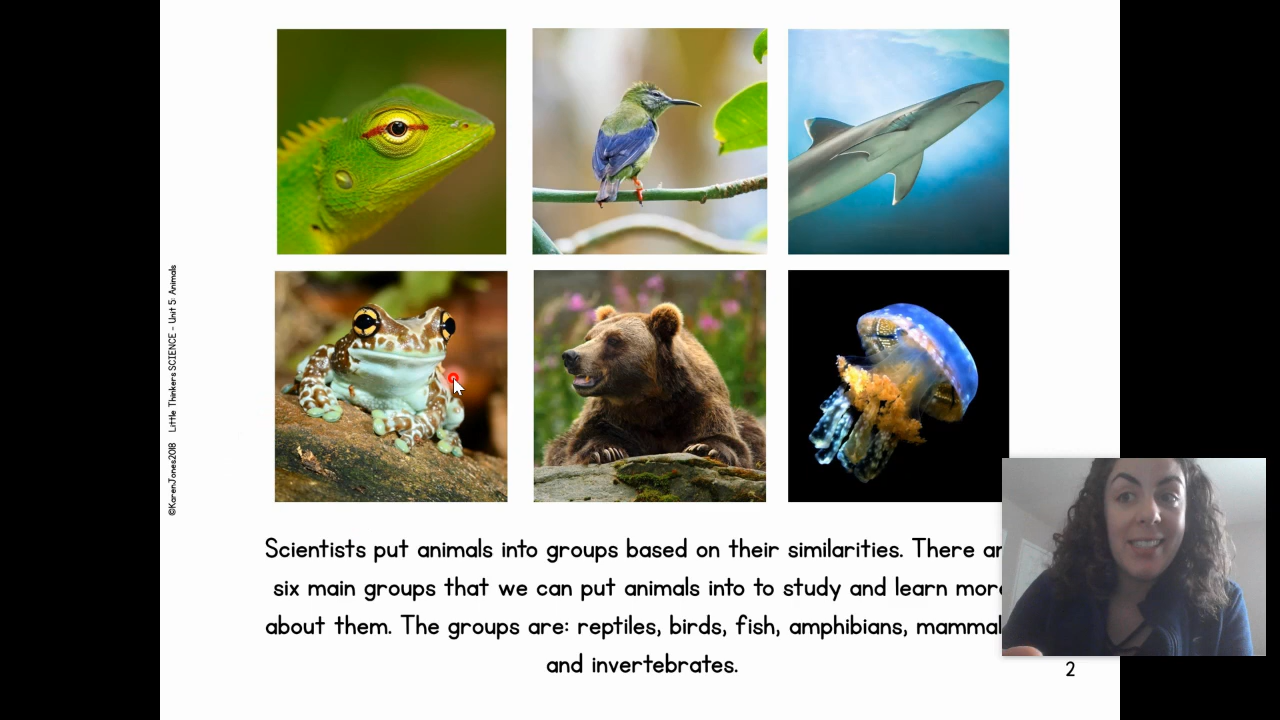 ©KarenJones2018 Little Thinkers SCIENCE - Unit 5: Animals
Scientists put animals into groups based on their similarities. There
six main groups that we can put animals into to study and learn more
about them. The groups are: reptiles, birds, fish, amphibians,
and invertebrates.
2